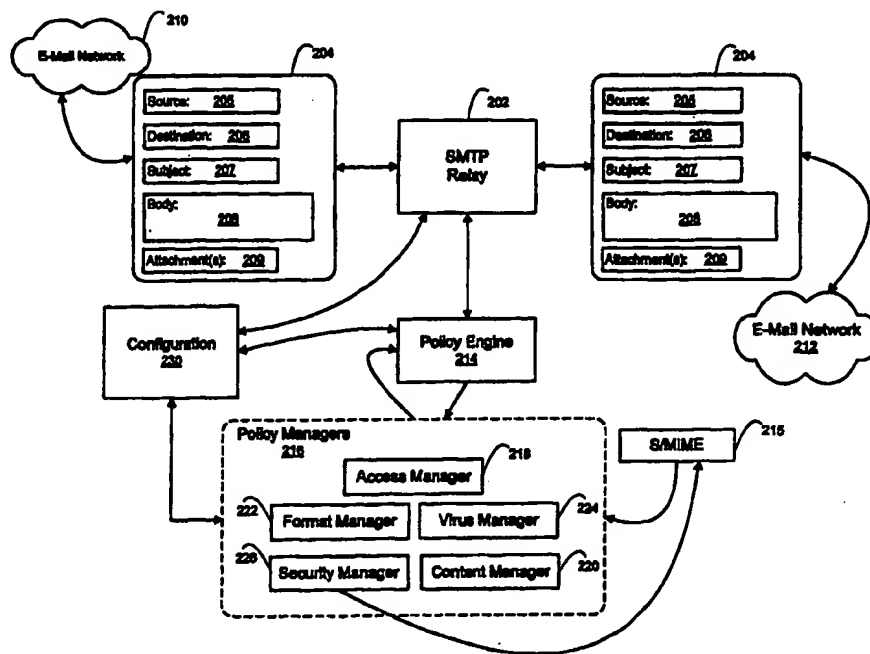 210
E-Mail Network
204
Source: 205
Destination: 206
Subject: 207
Body:
208
Attachment(s): 209
202
SMTP
Relay
204
Source: 205
Destination: 206
Subject: 207
Body:
208
Attachment(s): 209
Configuration
230
Policy Engine
214
E-Mail Network
212
Policy Managers
216
218
Access Manager
222
Format Manager
Virus Manager
224
226
Security Manager
Content Manager
220
S/MIME
215